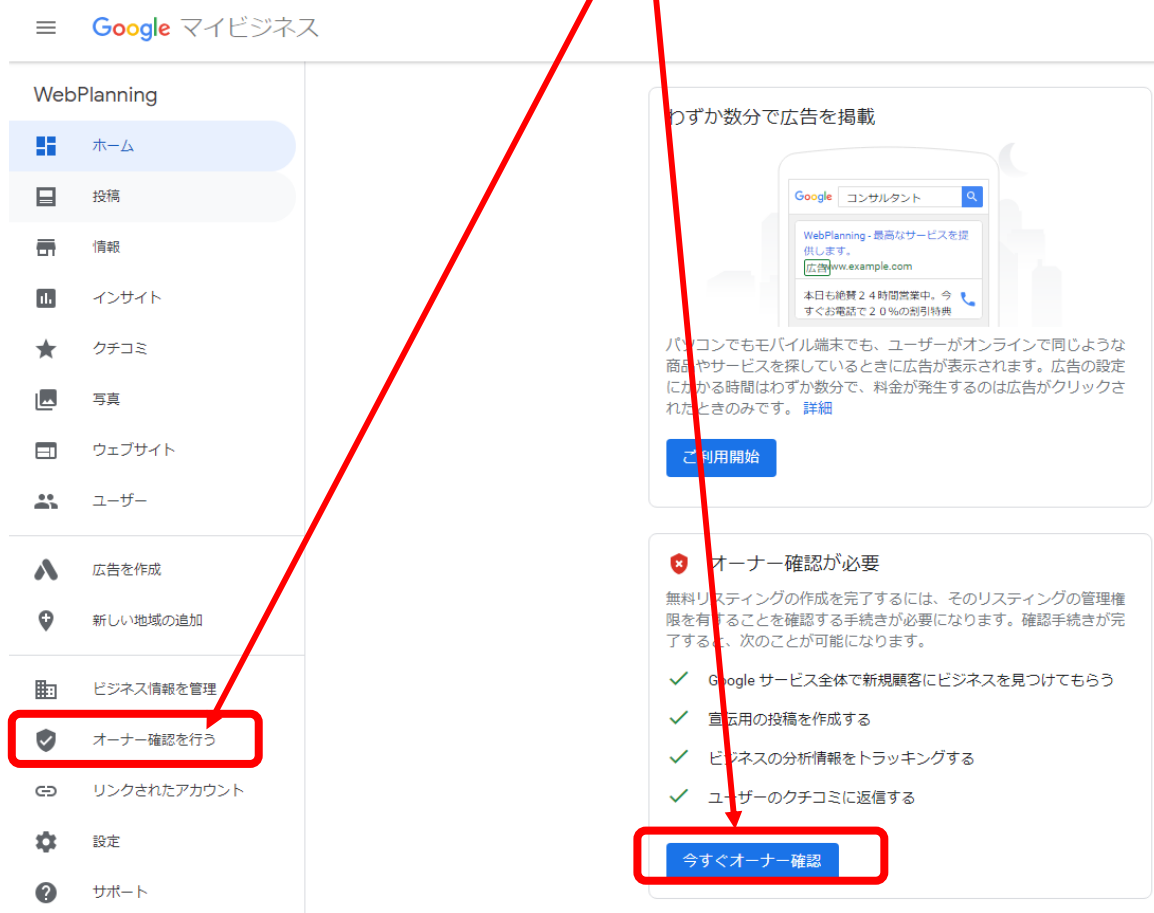 Google マイビジネス
WebPlanning
ホーム
投稿
情報
インサイト
クチコミ
写真
ウェブサイト
ユーザー
広告を作成
新しい地域の追加
ビジネス情報を管理
オーナー確認を行う
リンクされたアカウント
設定
サポート
わずか数分で広告を掲載
Google コンサルタント
WebPlanning - 最高なサービスを提
供します。
広告 www.example.com
本日も絶賛２４時間営業中。今
すぐお電話で２０%の割引特典
パソコンでもモバイル端末でも、ユーザーがオンラインで同じような
商品やサービスを探しているときに広告が表示されます。広告の設定
にかかる時間はわずか数分で、料金が発生するのは広告がクリックさ
れたときのみです。 詳細
ご利用開始
オーナー確認が必要
無料リスティングの作成を完了するには、そのリスティングの管理権
限を有することを確認する手続きが必要になります。確認手続きが完
了すると、次のことが可能になります。
Google サービス全体で新規顧客にビジネスを見つけてもらう
宣伝用の投稿を作成する
ビジネスの分析情報をトラッキングする
ユーザーのクチコミに返信する
今すぐオーナー確認